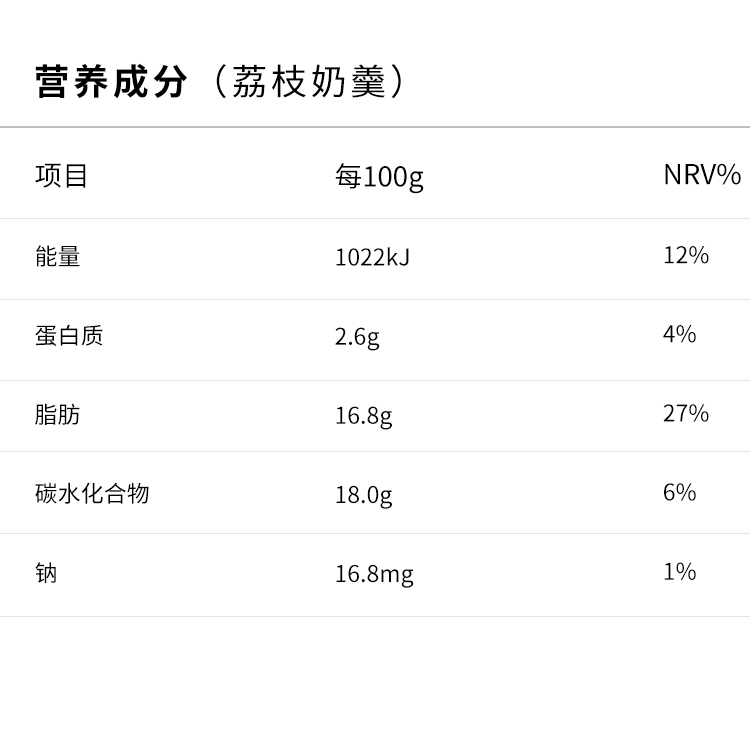 营养成分（荔枝奶羹）
项目 每100g NRV%
能量 1022kJ 12%
蛋白质 2.6g 4%
脂肪 16.8g 27%
碳水化合物 18.0g 6%
钠 16.8mg 1%